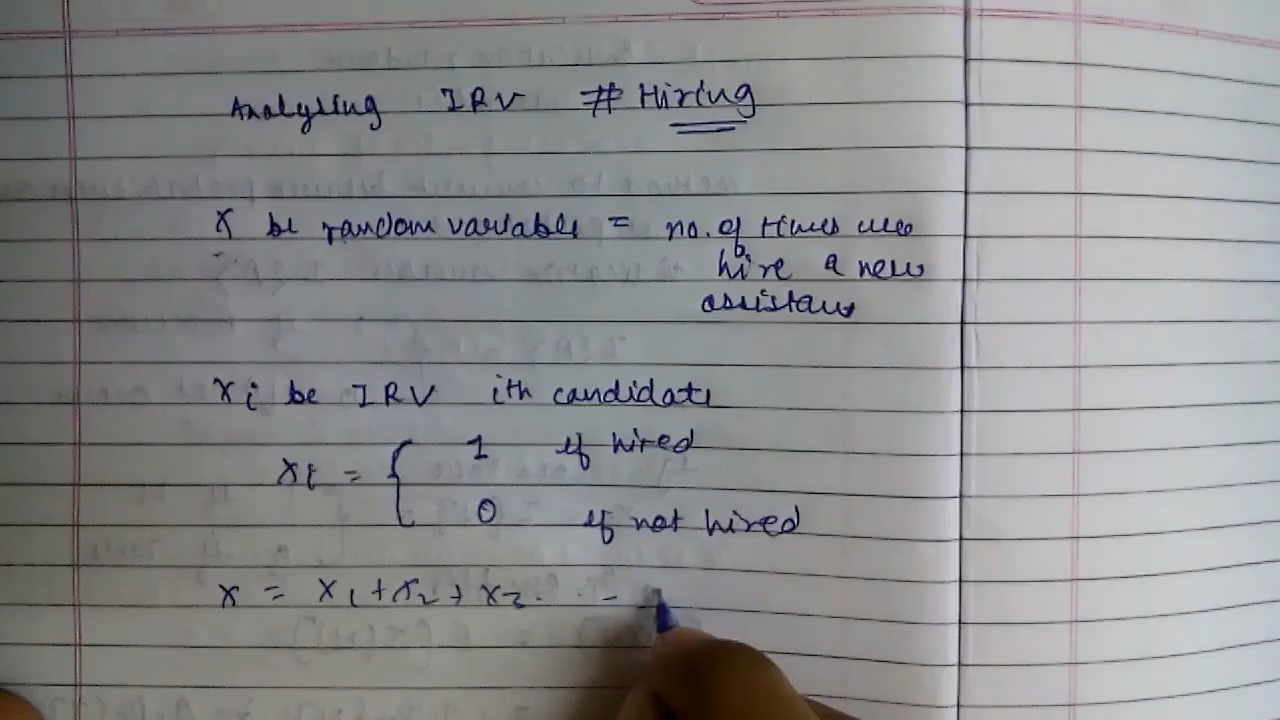 Analysing IRV # Hiring
X be random variable = no. of times we
hire a new
assistant
Xi be IRV ith candidate
Xi = { 1 if hired
0 if not hired
X = X1 + X2 + X3 . . -